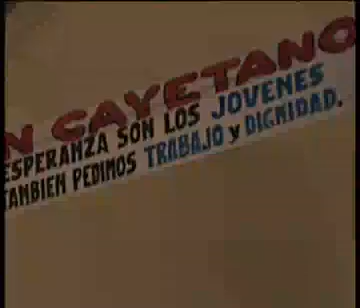 N CAYETANO
ESPERANZA SON LOS JOVENES
TAMBIEN PEDIMOS TRABAJO y DIGNIDAD.